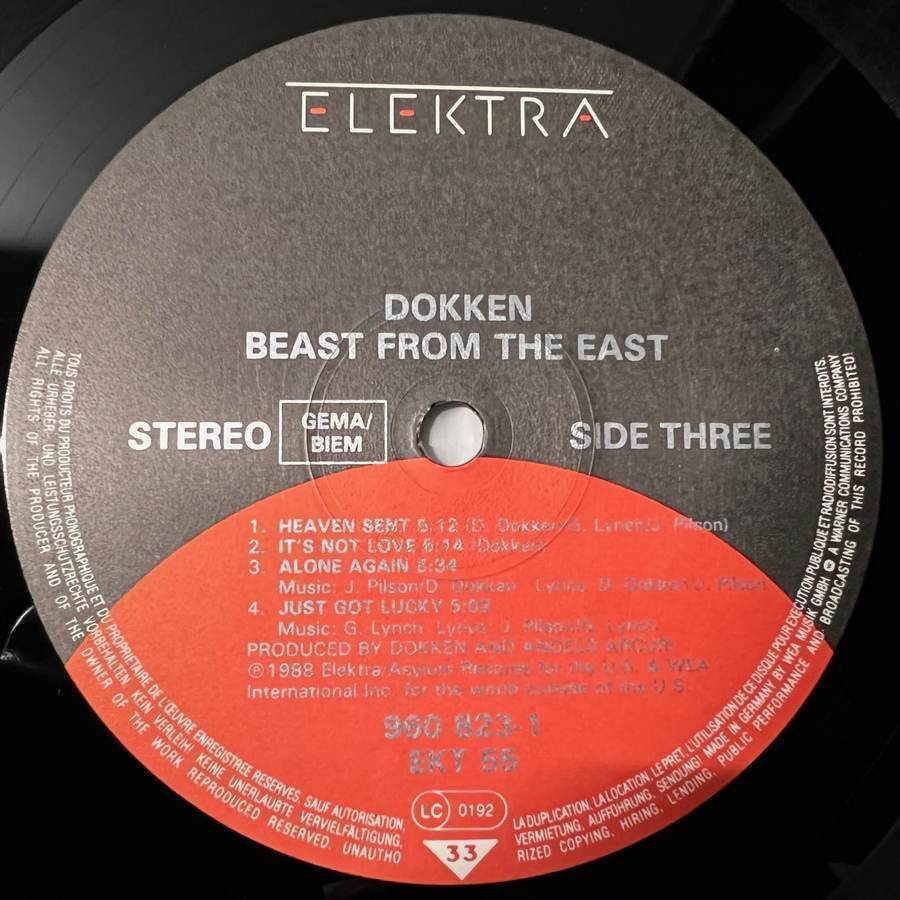 ELEKTRA
DOKKEN
BEAST FROM THE EAST
STEREO
GEMA/
BIEM
SIDE THREE
1. HEAVEN SENT 5:12 (D. Dokken/G. Lynch/J. Pilson)
2. IT'S NOT LOVE 5:14 (Dokken)
3. ALONE AGAIN 5:34
Music: J. Pilson/D. Dokken Lyrics: D. Dokken/J. Pilson
4. JUST GOT LUCKY 5:03
Music: G. Lynch Lyrics: J. Pilson/G. Lynch
PRODUCED BY DOKKEN AND ANGELO ARCURI
℗1988 Elektra/Asylum Records for the U.S. & WEA
International Inc. for the world outside of the U.S.
960 823-1
EKT 55
LC 0192
33
TOUS DROITS DU PRODUCTEUR PHONOGRAPHIQUE ET DU PROPRIETAIRE DE L'ŒUVRE ENREGISTREE RESERVES. SAUF AUTORISATION,
LA DUPLICATION, LA LOCATION, LE PRET, L'UTILISATION DE CE DISQUE POUR EXECUTION PUBLIQUE ET RADIODIFFUSION SONT INTERDITS.
ALLE URHEBER- UND LEISTUNGSSCHUTZRECHTE VORBEHALTEN. KEIN VERLEIH! KEINE UNERLAUBTE VERVIELFÄLTIGUNG,
VERMIETUNG, AUFFÜHRUNG, SENDUNG! MADE IN GERMANY BY WEA MUSIK GMBH A WARNER COMMUNICATIONS COMPANY
ALL RIGHTS OF THE PRODUCER AND OF THE OWNER OF THE WORK REPRODUCED RESERVED. UNAUTHO
RIZED COPYING, HIRING, LENDING, PUBLIC PERFORMANCE AND BROADCASTING OF THIS RECORD PROHIBITED!